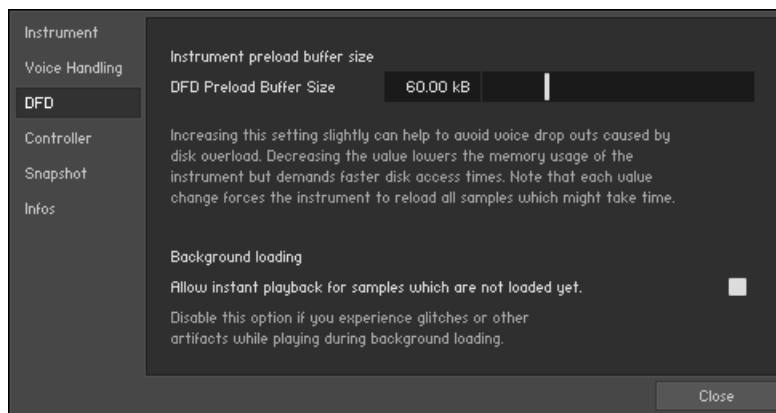 Instrument
Voice Handling
DFD
Controller
Snapshot
Infos
Instrument preload buffer size
DFD Preload Buffer Size 60.00 kB
Increasing this setting slightly can help to avoid voice drop outs caused by
disk overload. Decreasing the value lowers the memory usage of the
instrument but demands faster disk access times. Note that each value
change forces the instrument to reload all samples which might take time.
Background loading
Allow instant playback for samples which are not loaded yet.
Disable this option if you experience glitches or other
artifacts while playing during background loading.
Close